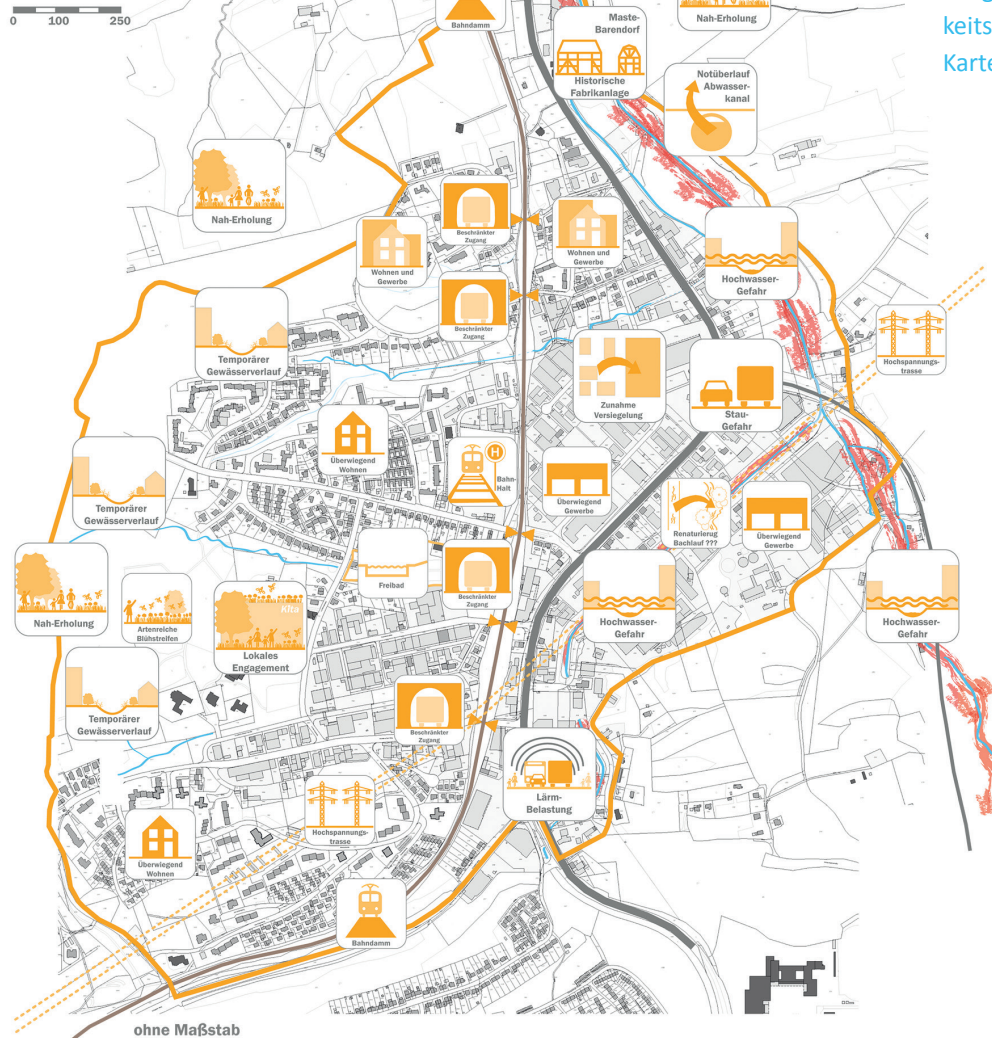 0 100 250
Bahndamm
Nah-Erholung
keits
Karte
Maste-
Barendorf
Historische
Fabrikanlage
Notüberlauf
Abwasser-
kanal
Nah-Erholung
Beschränkter
Zugang
Wohnen und
Gewerbe
Wohnen und
Gewerbe
Hochwasser-
Gefahr
Beschränkter
Zugang
Temporärer
Gewässerverlauf
Hochspannungs-
trasse
Zunahme
Versiegelung
Stau-
Gefahr
Überwiegend
Wohnen
H
Bahn-
Halt
Überwiegend
Gewerbe
Temporärer
Gewässerverlauf
Renaturierug
Bachlauf ???
Überwiegend
Gewerbe
Freibad
Beschränkter
Zugang
Nah-Erholung
Artenreiche
Blühstreifen
Kita
Lokales
Engagement
Hochwasser-
Gefahr
Hochwasser-
Gefahr
Temporärer
Gewässerverlauf
Beschränkter
Zugang
Lärm-
Belastung
Hochspannungs-
trasse
Überwiegend
Wohnen
Bahndamm
ohne Maßstab